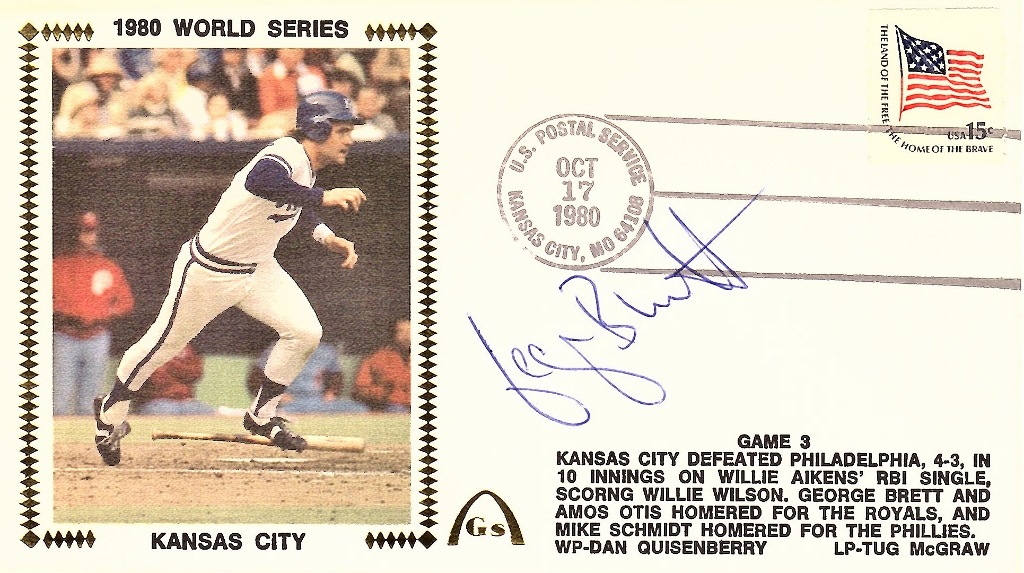 1980 WORLD SERIES
KANSAS CITY
THE LAND OF THE FREE
THE HOME OF THE BRAVE
USA 15c
U.S. POSTAL SERVICE
OCT
17
1980
KANSAS CITY, MO 64108
George Brett
Gs
GAME 3
KANSAS CITY DEFEATED PHILADELPHIA, 4-3, IN
10 INNINGS ON WILLIE AIKENS' RBI SINGLE,
SCORNG WILLIE WILSON. GEORGE BRETT AND
AMOS OTIS HOMERED FOR THE ROYALS, AND
MIKE SCHMIDT HOMERED FOR THE PHILLIES.
WP-DAN QUISENBERRY LP-TUG McGRAW